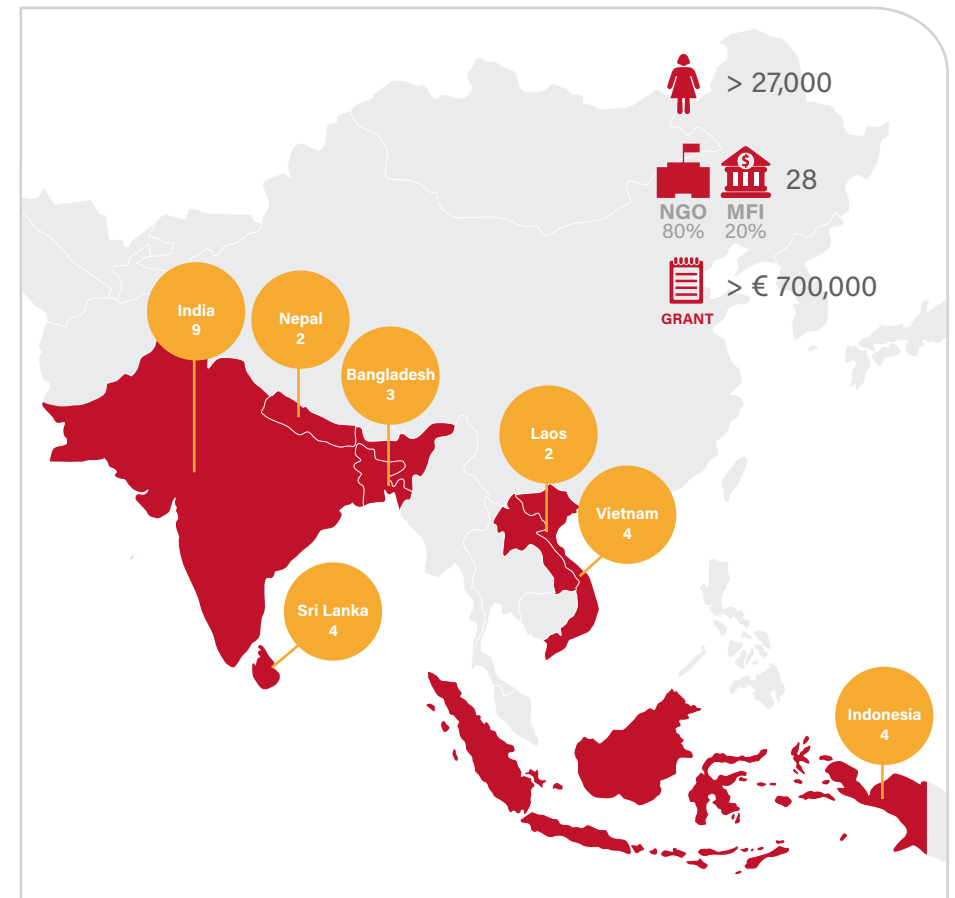 > 27,000
$
28
NGO MFI
80% 20%
> € 700,000
GRANT
India
9
Nepal
2
Bangladesh
3
Laos
2
Vietnam
4
Sri Lanka
4
Indonesia
4